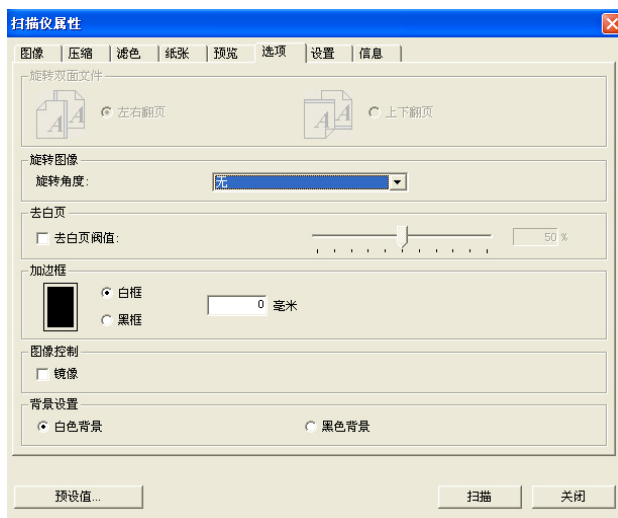 扫描仪属性
图像 压缩 滤色 纸张 预览 选项 设置 信息
旋转双面文件
A A 左右翻页 A A 上下翻页
旋转图像
旋转角度: 无
去白页
去白页阀值: 50 %
加边框
白框 0 毫米
黑框
图像控制
镜像
背景设置
白色背景 黑色背景
预设值... 扫描 关闭